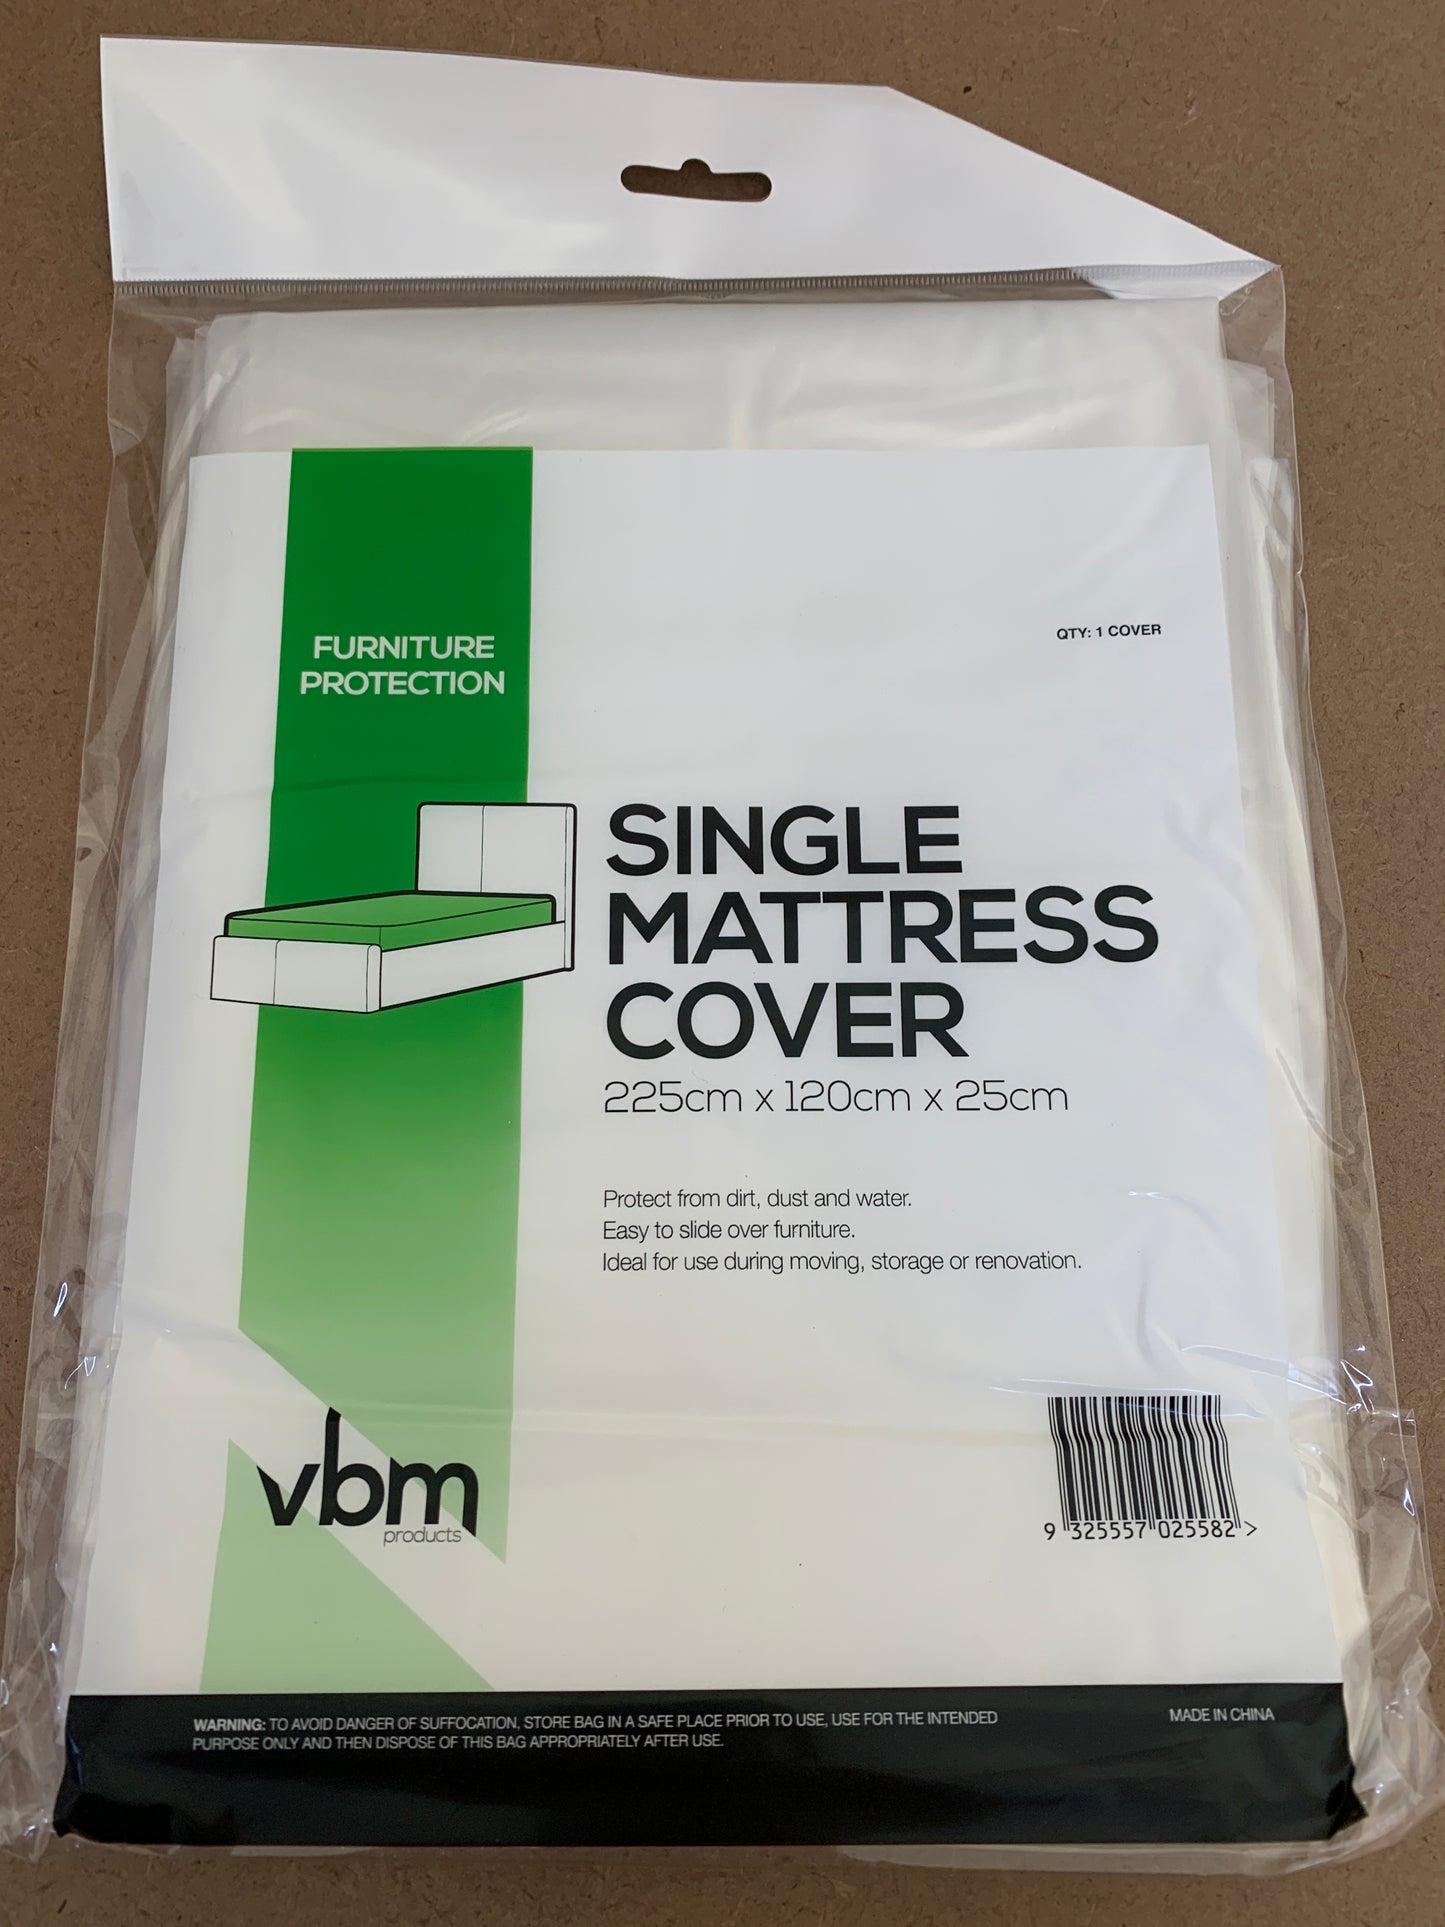 FURNITURE
PROTECTION
QTY: 1 COVER
SINGLE
MATTRESS
COVER
225cm x 120cm x 25cm
Protect from dirt, dust and water.
Easy to slide over furniture.
Ideal for use during moving, storage or renovation.
vbm
products
9 325557 025582 >
WARNING: TO AVOID DANGER OF SUFFOCATION, STORE BAG IN A SAFE PLACE PRIOR TO USE, USE FOR THE INTENDED
PURPOSE ONLY AND THEN DISPOSE OF THIS BAG APPROPRIATELY AFTER USE.
MADE IN CHINA